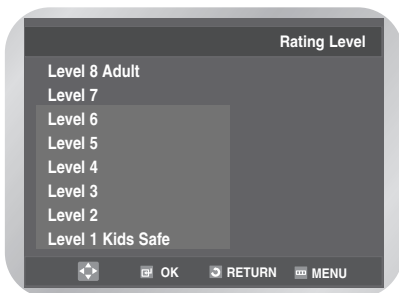 Rating Level
Level 8 Adult
Level 7
Level 6
Level 5
Level 4
Level 3
Level 2
Level 1 Kids Safe
OK RETURN MENU